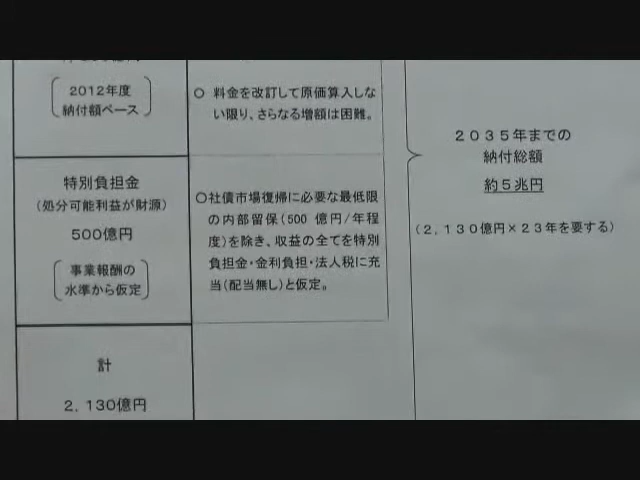 2012年度
納付額ベース
○ 料金を改訂して原価算入しな
い限り、さらなる増額は困難。
特別負担金
(処分可能利益が財源)
500億円
事業報酬の
水準から仮定
○社債市場復帰に必要な最低限
の内部留保(500 億円/年程
度)を除き、収益の全てを特別
負担金・金利負担・法人税に充
当(配当無し)と仮定。
計
2,130億円
2035年までの
納付総額
約5兆円
(2,130億円×23年を要する)